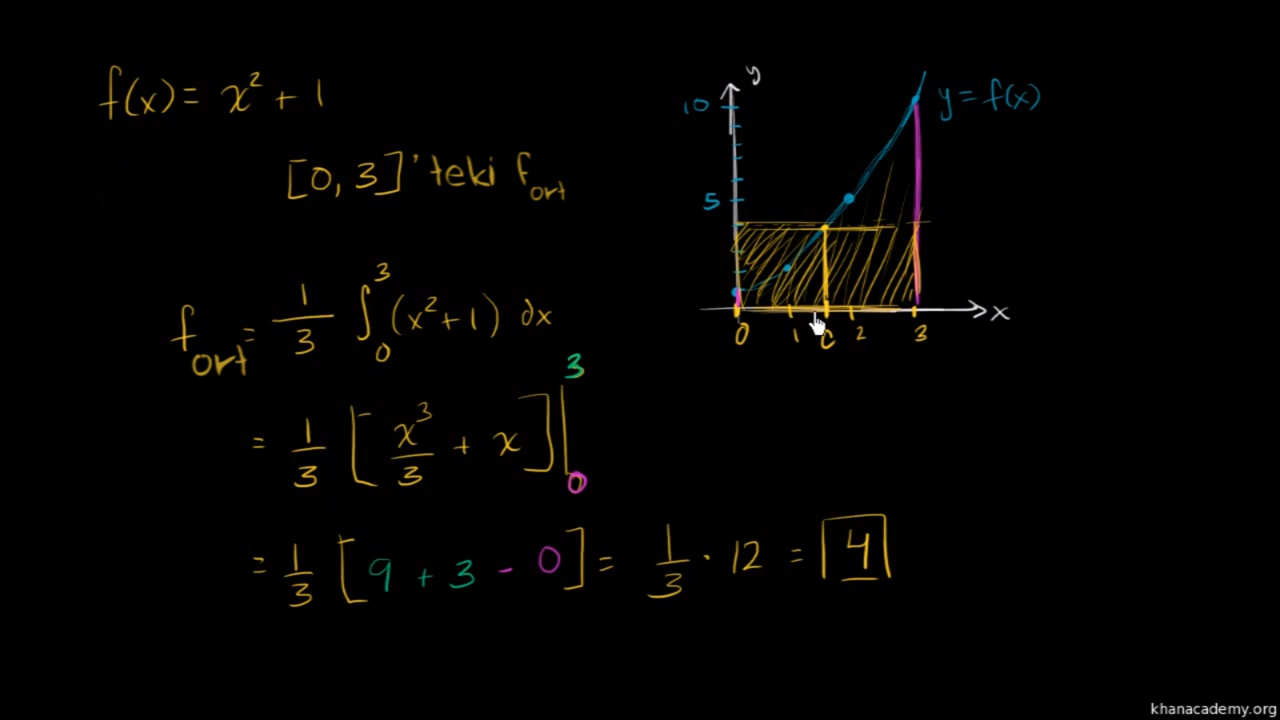 f(x) = x² + 1
[0, 3]'teki f_ort
f_ort = 1/3 ∫₀³ (x² + 1) dx
= 1/3 [x³/3 + x] |₀³
= 1/3 [9 + 3 - 0] = 1/3 · 12 = 4
y
10
y = f(x)
5
x
0 1 c 2 3
khanacademy.org